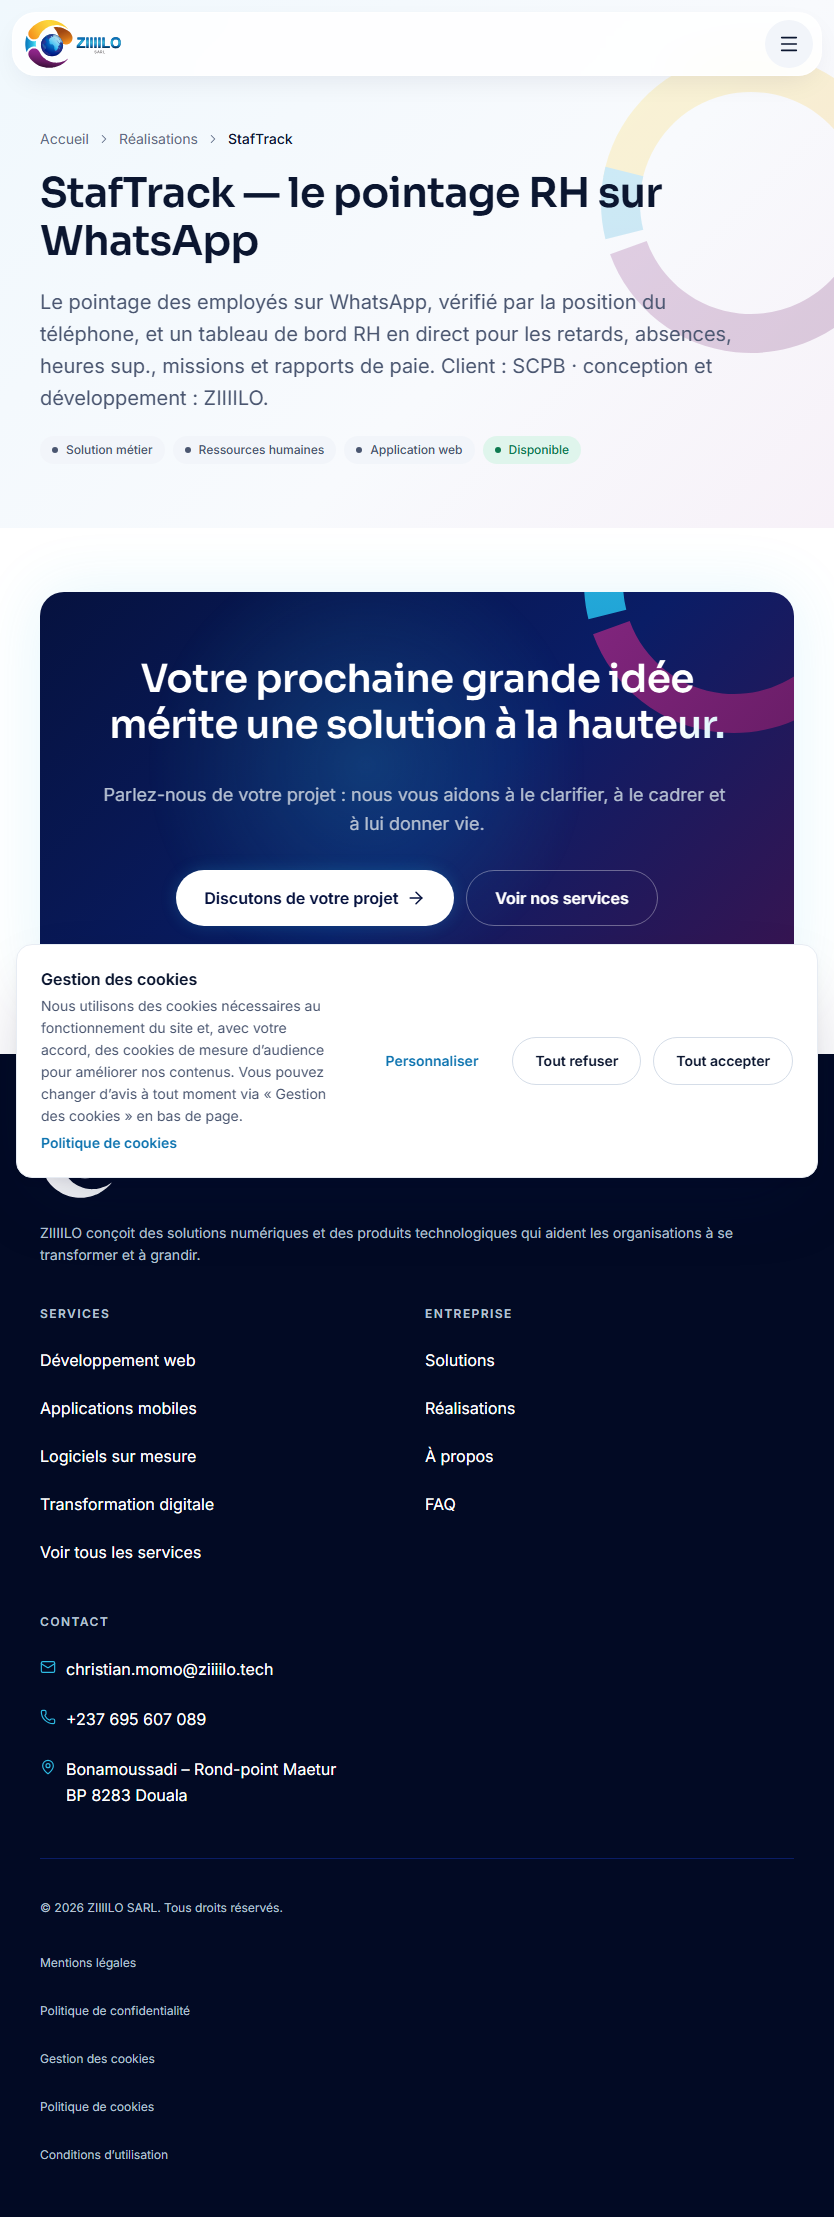 ZIIIILO
SARL
Accueil > Réalisations > StafTrack
StafTrack — le pointage RH sur
WhatsApp
Le pointage des employés sur WhatsApp, vérifié par la position du
téléphone, et un tableau de bord RH en direct pour les retards, absences,
heures sup., missions et rapports de paie. Client : SCPB · conception et
développement : ZIIIILO.
Solution métier
Ressources humaines
Application web
Disponible
Votre prochaine grande idée
mérite une solution à la hauteur.
Parlez-nous de votre projet : nous vous aidons à le clarifier, à le cadrer et
à lui donner vie.
Discutons de votre projet →
Voir nos services
Gestion des cookies
Nous utilisons des cookies nécessaires au
fonctionnement du site et, avec votre
accord, des cookies de mesure d’audience
pour améliorer nos contenus. Vous pouvez
changer d’avis à tout moment via « Gestion
des cookies » en bas de page.
Politique de cookies
Personnaliser
Tout refuser
Tout accepter
ZIIIILO conçoit des solutions numériques et des produits technologiques qui aident les organisations à se
transformer et à grandir.
SERVICES
Développement web
Applications mobiles
Logiciels sur mesure
Transformation digitale
Voir tous les services
ENTREPRISE
Solutions
Réalisations
À propos
FAQ
CONTACT
christian.momo@ziiiilo.tech
+237 695 607 089
Bonamoussadi – Rond-point Maetur
BP 8283 Douala
© 2026 ZIIIILO SARL. Tous droits réservés.
Mentions légales
Politique de confidentialité
Gestion des cookies
Politique de cookies
Conditions d’utilisation